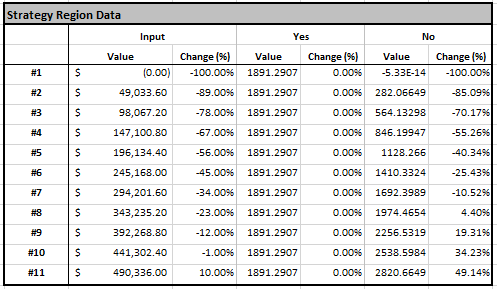 Strategy Region Data
Input Yes No
Value Change (%) Value Change (%) Value Change (%)
#1 $ (0.00) -100.00% 1891.2907 0.00% -5.33E-14 -100.00%
#2 $ 49,033.60 -89.00% 1891.2907 0.00% 282.06649 -85.09%
#3 $ 98,067.20 -78.00% 1891.2907 0.00% 564.13298 -70.17%
#4 $ 147,100.80 -67.00% 1891.2907 0.00% 846.19947 -55.26%
#5 $ 196,134.40 -56.00% 1891.2907 0.00% 1128.266 -40.34%
#6 $ 245,168.00 -45.00% 1891.2907 0.00% 1410.3324 -25.43%
#7 $ 294,201.60 -34.00% 1891.2907 0.00% 1692.3989 -10.52%
#8 $ 343,235.20 -23.00% 1891.2907 0.00% 1974.4654 4.40%
#9 $ 392,268.80 -12.00% 1891.2907 0.00% 2256.5319 19.31%
#10 $ 441,302.40 -1.00% 1891.2907 0.00% 2538.5984 34.23%
#11 $ 490,336.00 10.00% 1891.2907 0.00% 2820.6649 49.14%